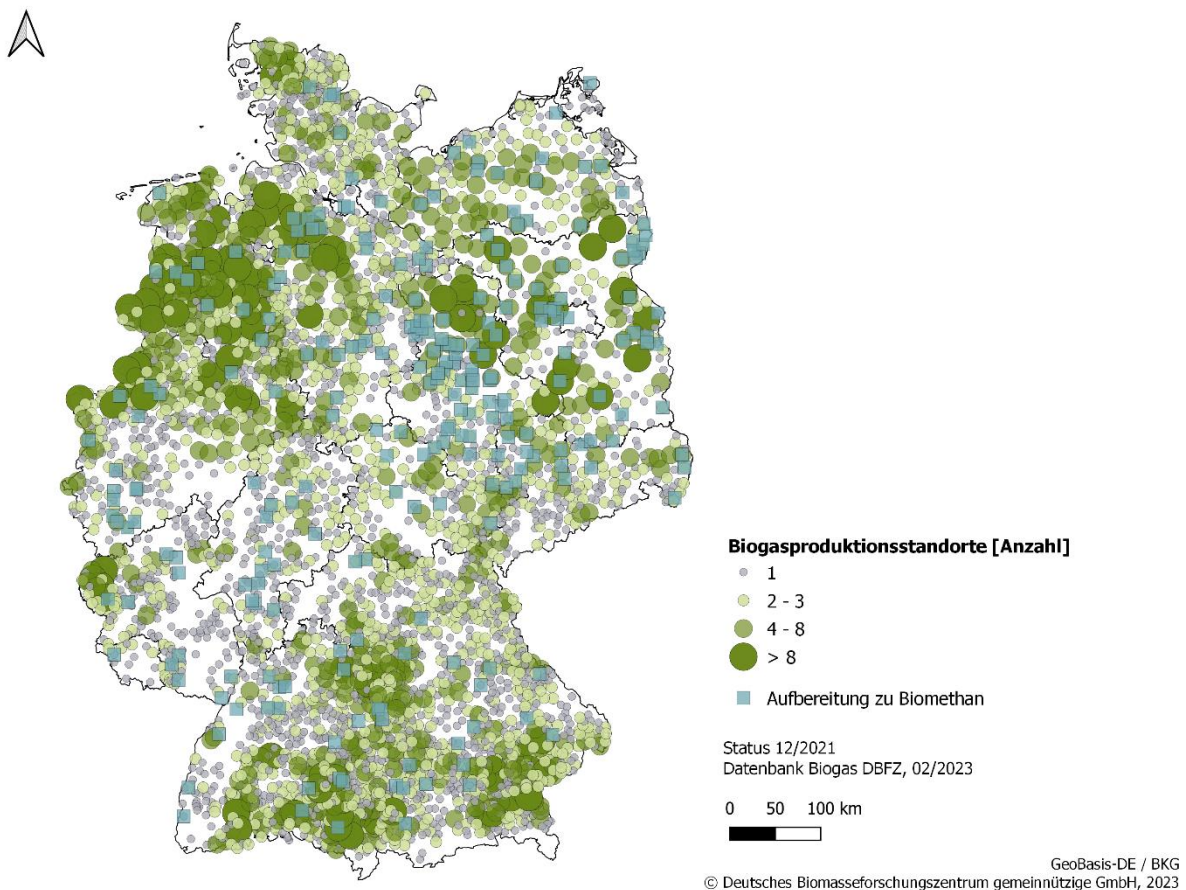 Biogasproduktionsstandorte [Anzahl]
1
2 - 3
4 - 8
> 8
Aufbereitung zu Biomethan
Status 12/2021
Datenbank Biogas DBFZ, 02/2023
0 50 100 km
GeoBasis-DE / BKG
© Deutsches Biomasseforschungszentrum gemeinnützige GmbH, 2023